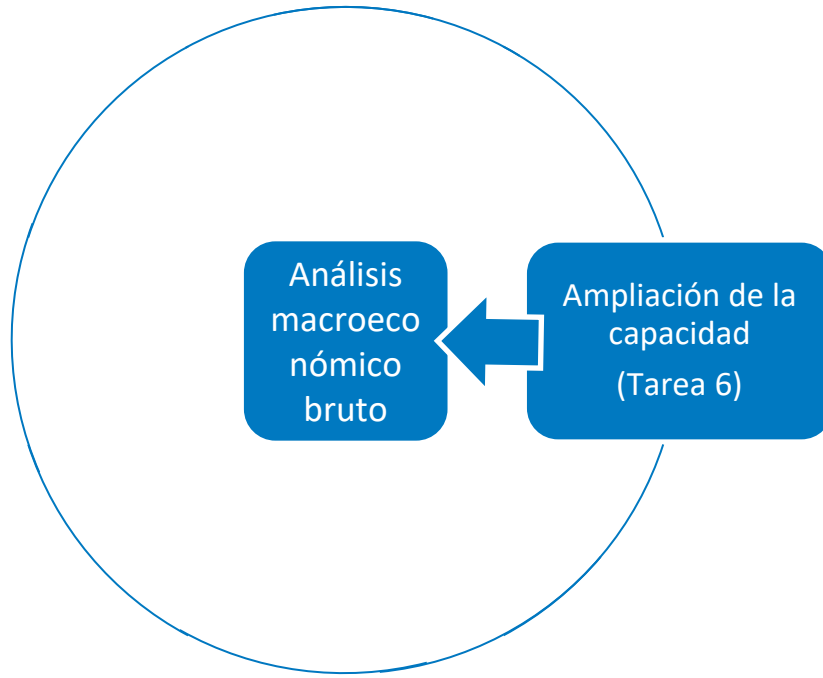 Análisis
macroeco
nómico
bruto
Ampliación de la
capacidad
(Tarea 6)